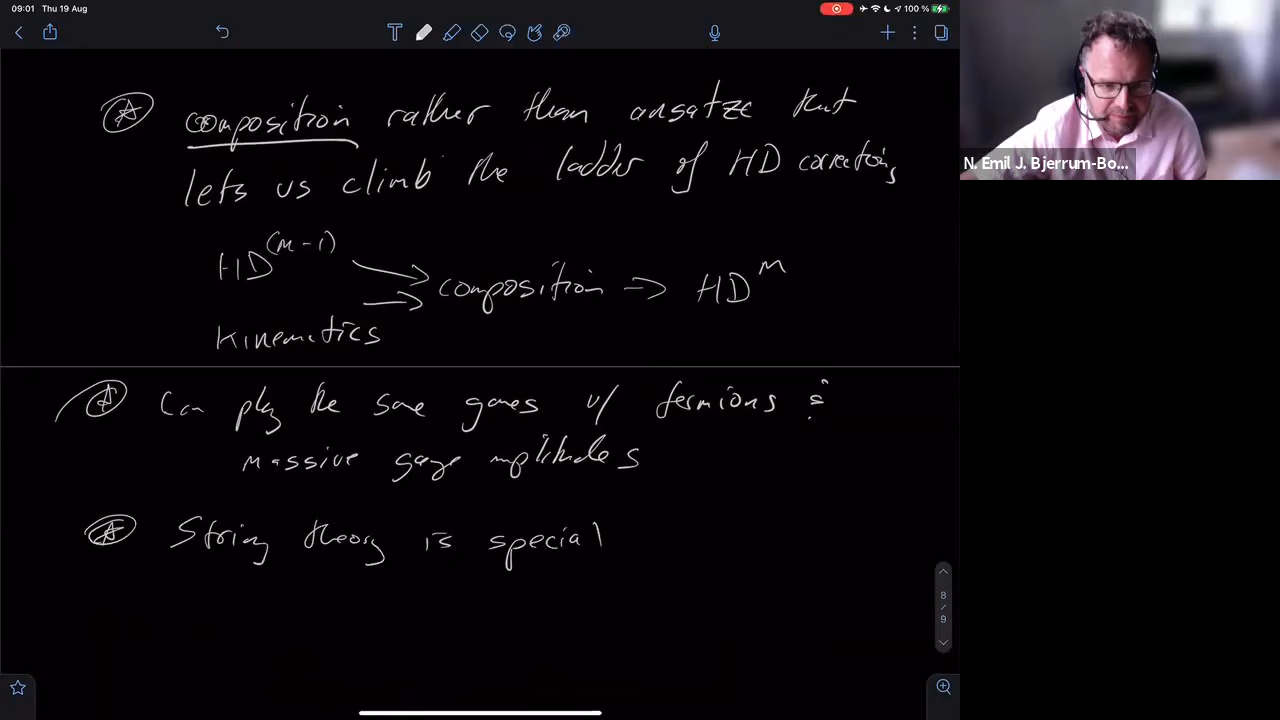 09:01 Thu 19 Aug
100 %
composition rather than ansatze that
lets us climb the ladder of HD corrections
HD^(m-1)
composition => HD^m
kinematics
Can play the same games w/ fermions &
massive gauge amplitudes
String theory is special
8
/
9
N. Emil J. Bjerrum-Bo...